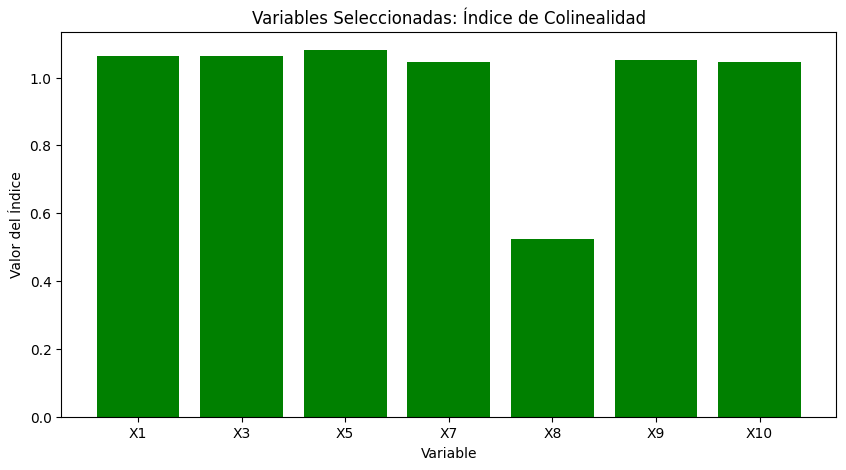 Variables Seleccionadas: Índice de Colinealidad
Valor del Índice
1.0
0.8
0.6
0.4
0.2
0.0
X1 X3 X5 X7 X8 X9 X10
Variable